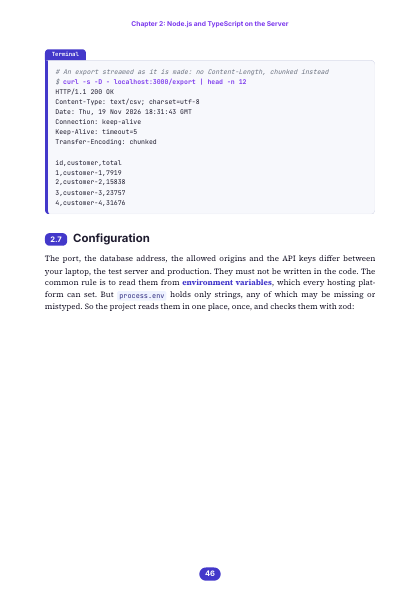 Chapter 2: Node.js and TypeScript on the Server
Terminal
# An export streamed as it is made: no Content-Length, chunked instead
$ curl -s -D - localhost:3000/export | head -n 12
HTTP/1.1 200 OK
Content-Type: text/csv; charset=utf-8
Date: Thu, 19 Nov 2026 18:31:43 GMT
Connection: keep-alive
Keep-Alive: timeout=5
Transfer-Encoding: chunked
id,customer,total
1,customer-1,7919
2,customer-2,15838
3,customer-3,23757
4,customer-4,31676
2.7 Configuration
The port, the database address, the allowed origins and the API keys differ between
your laptop, the test server and production. They must not be written in the code. The
common rule is to read them from environment variables, which every hosting plat-
form can set. But process.env holds only strings, any of which may be missing or
mistyped. So the project reads them in one place, once, and checks them with zod:
46